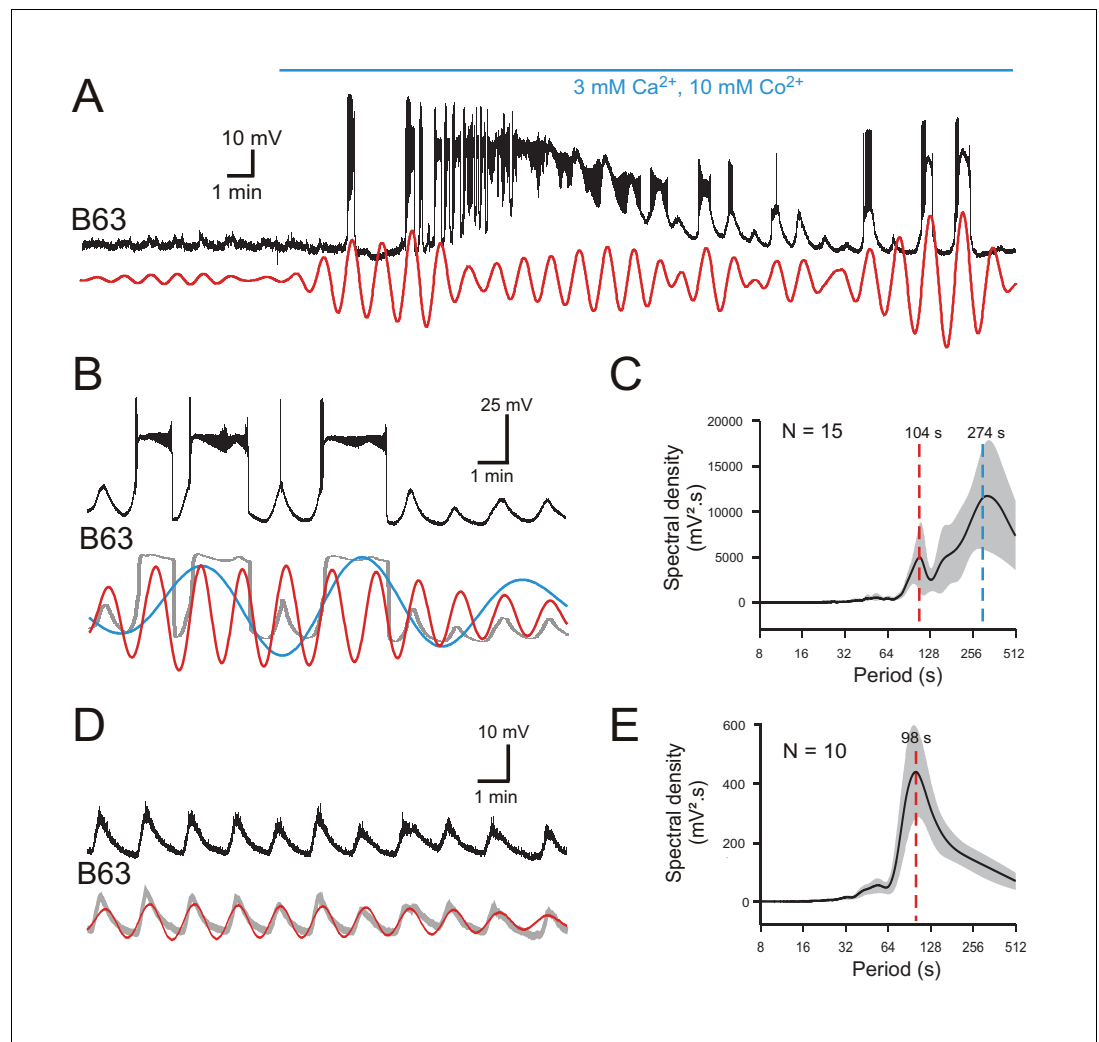 A
3 mM Ca²⁺, 10 mM Co²⁺
10 mV
1 min
B63
B
25 mV
1 min
B63
C
Spectral density
(mV².s)
20000
15000
10000
5000
0
N = 15
104 s
274 s
8 16 32 64 128 256 512
Period (s)
D
10 mV
1 min
B63
E
Spectral density
(mV².s)
600
400
200
0
N = 10
98 s
8 16 32 64 128 256 512
Period (s)